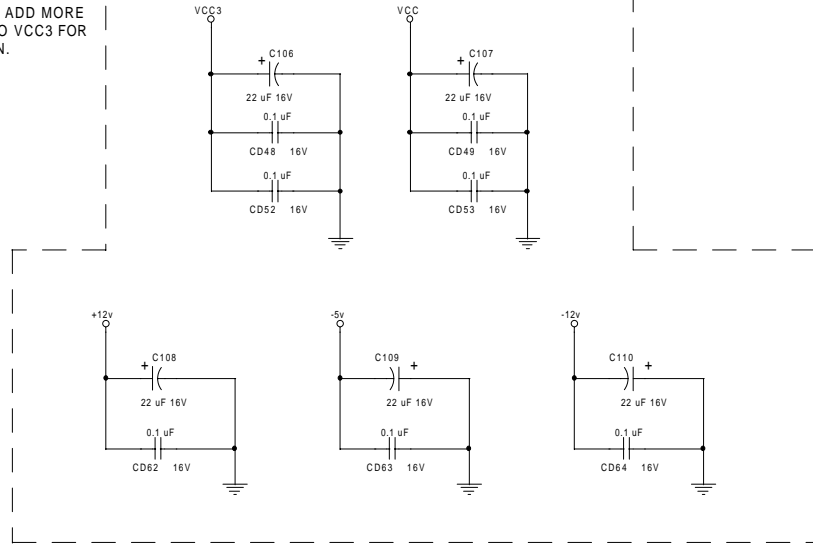 ADD MORE
O VCC3 FOR
N.
VCC3
+
C106
22 uF 16V
0.1 uF
CD48 16V
0.1 uF
CD52 16V
VCC
+
C107
22 uF 16V
0.1 uF
CD49 16V
0.1 uF
CD53 16V
+12v
+
C108
22 uF 16V
0.1 uF
CD62 16V
-5v
C109
+
22 uF 16V
0.1 uF
CD63 16V
-12v
C110
+
22 uF 16V
0.1 uF
CD64 16V